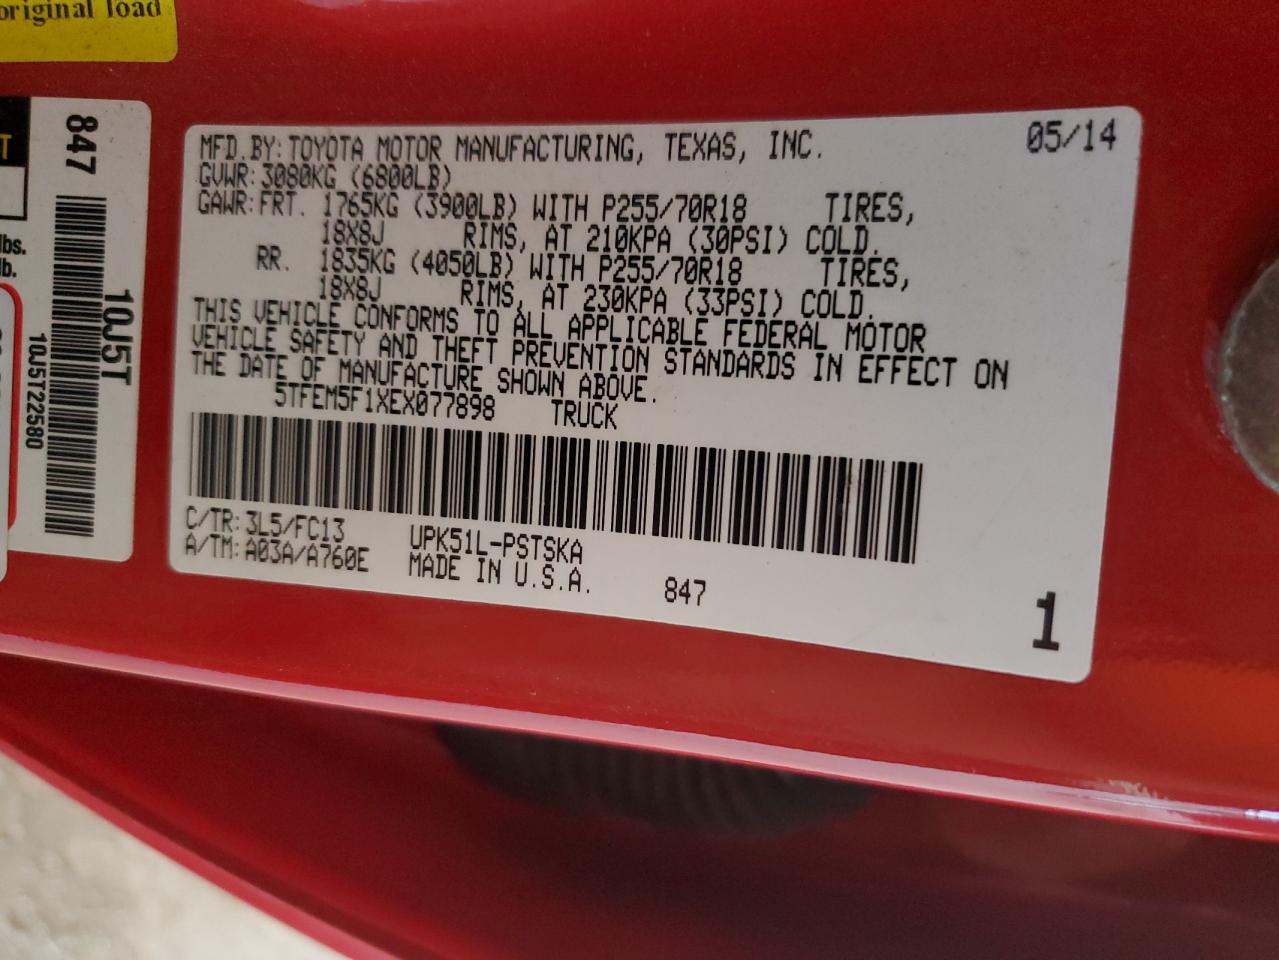 original load
T
lbs.
lb.
847
10J5T
10J5T22580
MFD.BY:TOYOTA MOTOR MANUFACTURING, TEXAS, INC. 05/14
GVWR:3080KG (6800LB)
GAWR:FRT. 1765KG (3900LB) WITH P255/70R18 TIRES,
18X8J RIMS, AT 210KPA (30PSI) COLD.
RR. 1835KG (4050LB) WITH P255/70R18 TIRES,
18X8J RIMS, AT 230KPA (33PSI) COLD.
THIS VEHICLE CONFORMS TO ALL APPLICABLE FEDERAL MOTOR
VEHICLE SAFETY AND THEFT PREVENTION STANDARDS IN EFFECT ON
THE DATE OF MANUFACTURE SHOWN ABOVE.
5TFEM5F1XEX077898 TRUCK
C/TR:3L5/FC13 UPK51L-PSTSKA
A/TM:A03A/A760E MADE IN U.S.A. 847
1